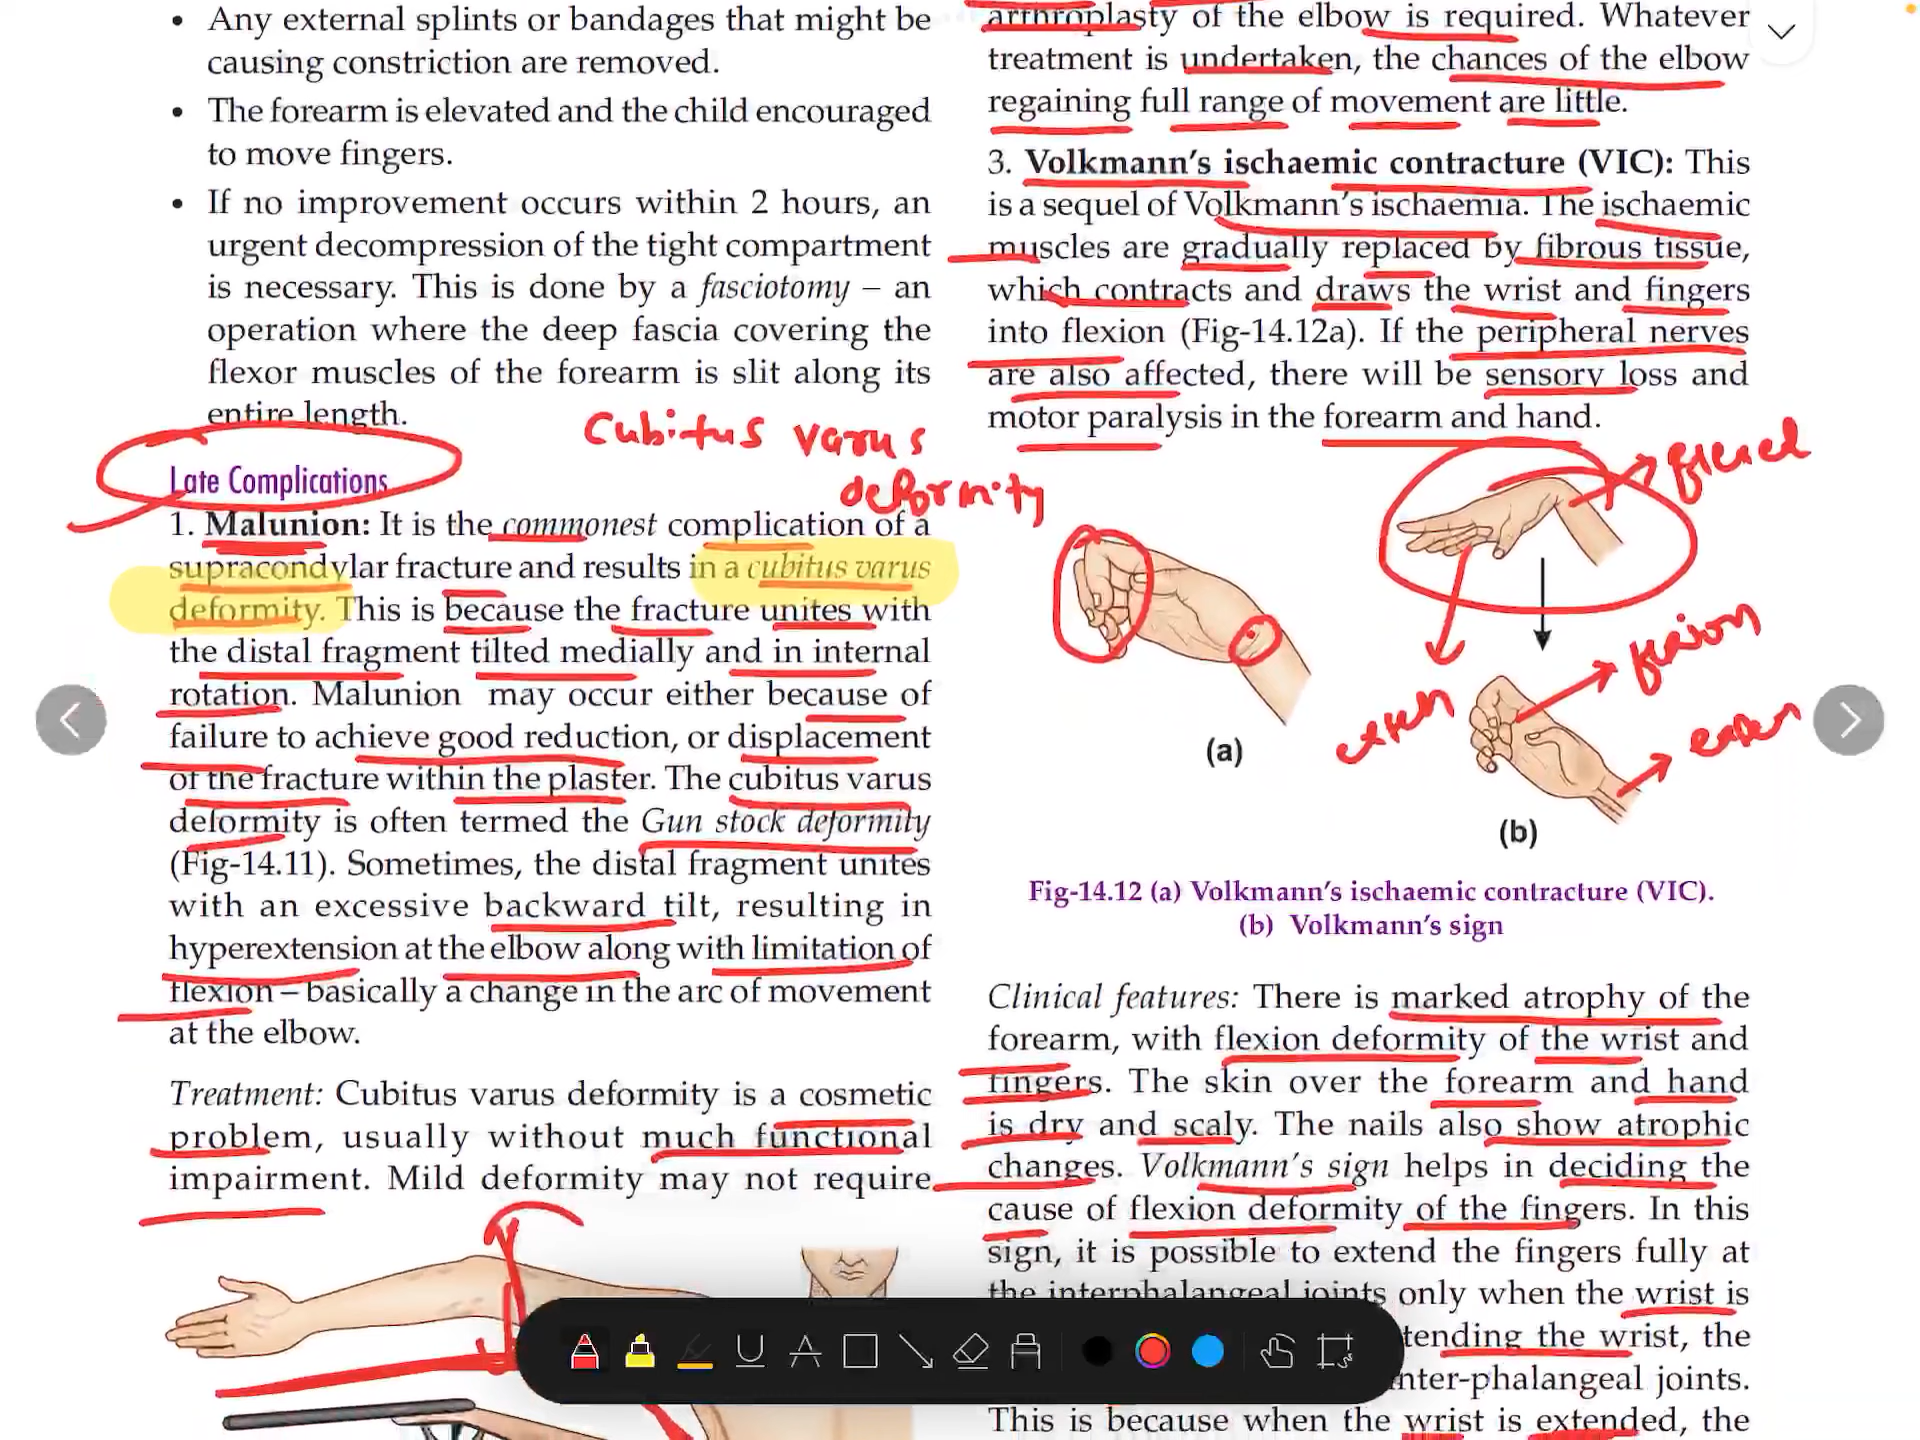 • Any external splints or bandages that might be
causing constriction are removed.
• The forearm is elevated and the child encouraged
to move fingers.
• If no improvement occurs within 2 hours, an
urgent decompression of the tight compartment
is necessary. This is done by a fasciotomy – an
operation where the deep fascia covering the
flexor muscles of the forearm is slit along its
entire length.
Cubitus varus
deformity
Late Complications
1. Malunion: It is the commonest complication of a
supracondylar fracture and results in a cubitus varus
deformity. This is because the fracture unites with
the distal fragment tilted medially and in internal
rotation. Malunion may occur either because of
failure to achieve good reduction, or displacement
of the fracture within the plaster. The cubitus varus
deformity is often termed the Gun stock deformity
(Fig-14.11). Sometimes, the distal fragment unites
with an excessive backward tilt, resulting in
hyperextension at the elbow along with limitation of
flexion – basically a change in the arc of movement
at the elbow.
Treatment: Cubitus varus deformity is a cosmetic
problem, usually without much functional
impairment. Mild deformity may not require
arthroplasty of the elbow is required. Whatever
treatment is undertaken, the chances of the elbow
regaining full range of movement are little.
3. Volkmann's ischaemic contracture (VIC): This
is a sequel of Volkmann's ischaemia. The ischaemic
muscles are gradually replaced by fibrous tissue,
which contracts and draws the wrist and fingers
into flexion (Fig-14.12a). If the peripheral nerves
are also affected, there will be sensory loss and
motor paralysis in the forearm and hand.
flexed
flexion
(a)
(b)
Fig-14.12 (a) Volkmann's ischaemic contracture (VIC).
(b) Volkmann's sign
Clinical features: There is marked atrophy of the
forearm, with flexion deformity of the wrist and
fingers. The skin over the forearm and hand
is dry and scaly. The nails also show atrophic
changes. Volkmann's sign helps in deciding the
cause of flexion deformity of the fingers. In this
sign, it is possible to extend the fingers fully at
the interphalangeal joints only when the wrist is
tending the wrist, the
nter-phalangeal joints.
This is because when the wrist is extended, the